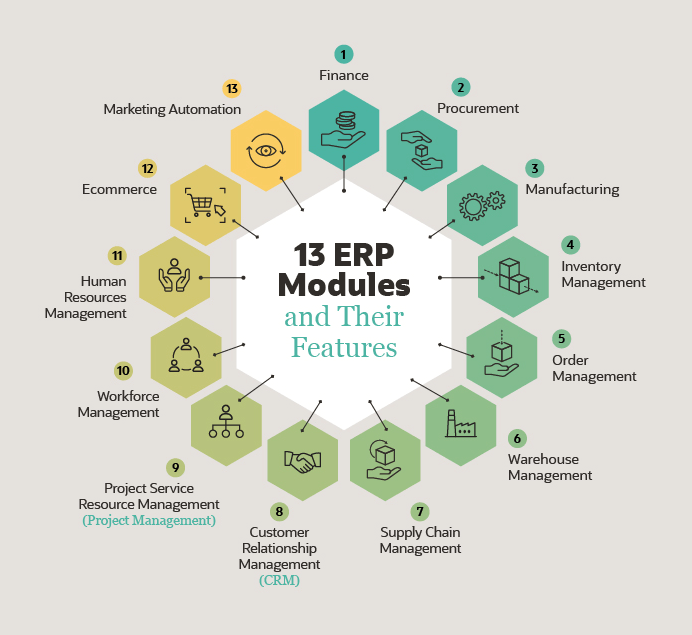 13 ERP
Modules
and Their
Features
1
Finance
2
Procurement
3
Manufacturing
4
Inventory
Management
5
Order
Management
6
Warehouse
Management
7
Supply Chain
Management
8
Customer
Relationship
Management
(CRM)
9
Project Service
Resource Management
(Project Management)
10
Workforce
Management
11
Human
Resources
Management
12
Ecommerce
13
Marketing Automation